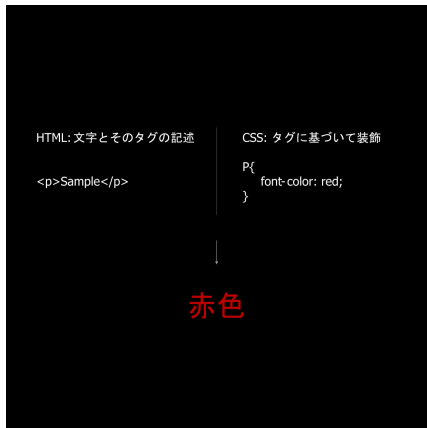 HTML: 文字とそのタグの記述
<p>Sample</p>
CSS: タグに基づいて装飾
P{
font-color: red;
}
赤色